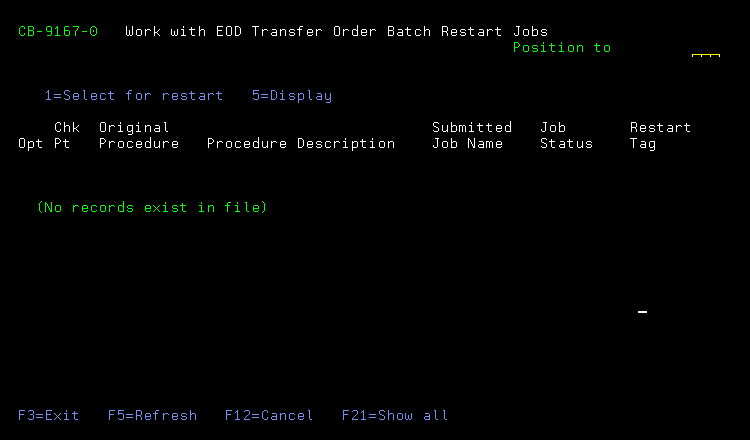 CB-9167-0   Work with EOD Transfer Order Batch Restart Jobs
Position to
1=Select for restart   5=Display
Chk  Original   Submitted   Job   Restart
Opt Pt   Procedure   Procedure Description   Job Name   Status   Tag
(No records exist in file)
F3=Exit   F5=Refresh   F12=Cancel   F21=Show all